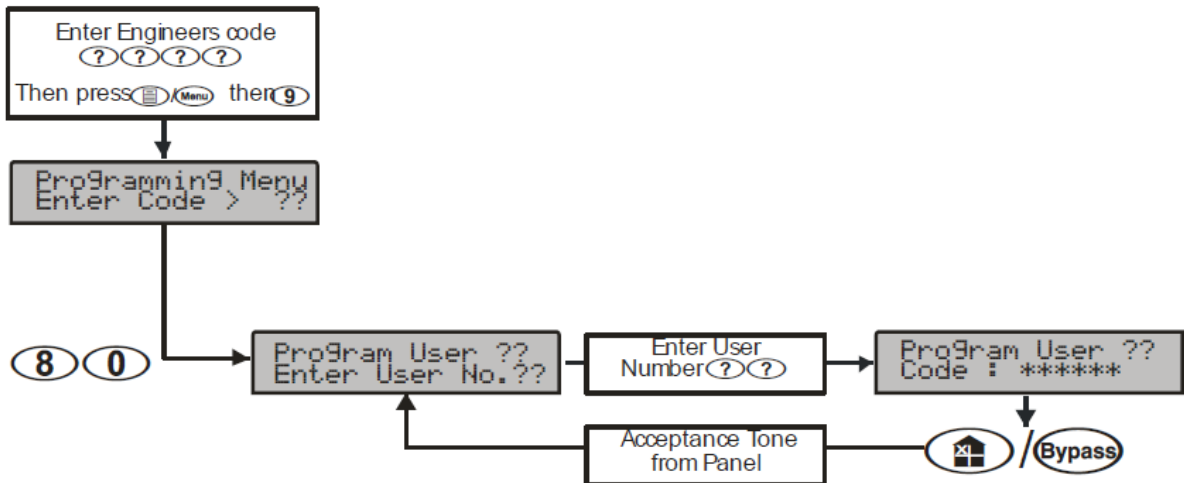 Enter Engineers code
? ? ? ?
Then press /Menu then 9
Programming Menu
Enter Code > ??
8 0
Program User ??
Enter User No.??
Enter User
Number ? ?
Program User ??
Code : ******
Acceptance Tone
from Panel
/ Bypass